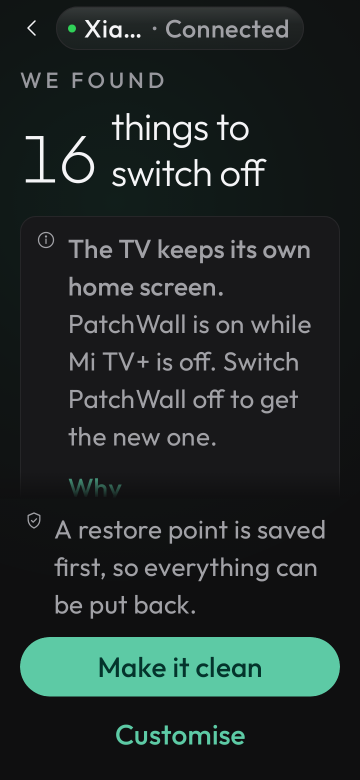 Xia... · Connected
WE FOUND
16 things to
switch off
The TV keeps its own
home screen.
PatchWall is on while
Mi TV+ is off. Switch
PatchWall off to get
the new one.
Why
A restore point is saved
first, so everything can
be put back.
Make it clean
Customise